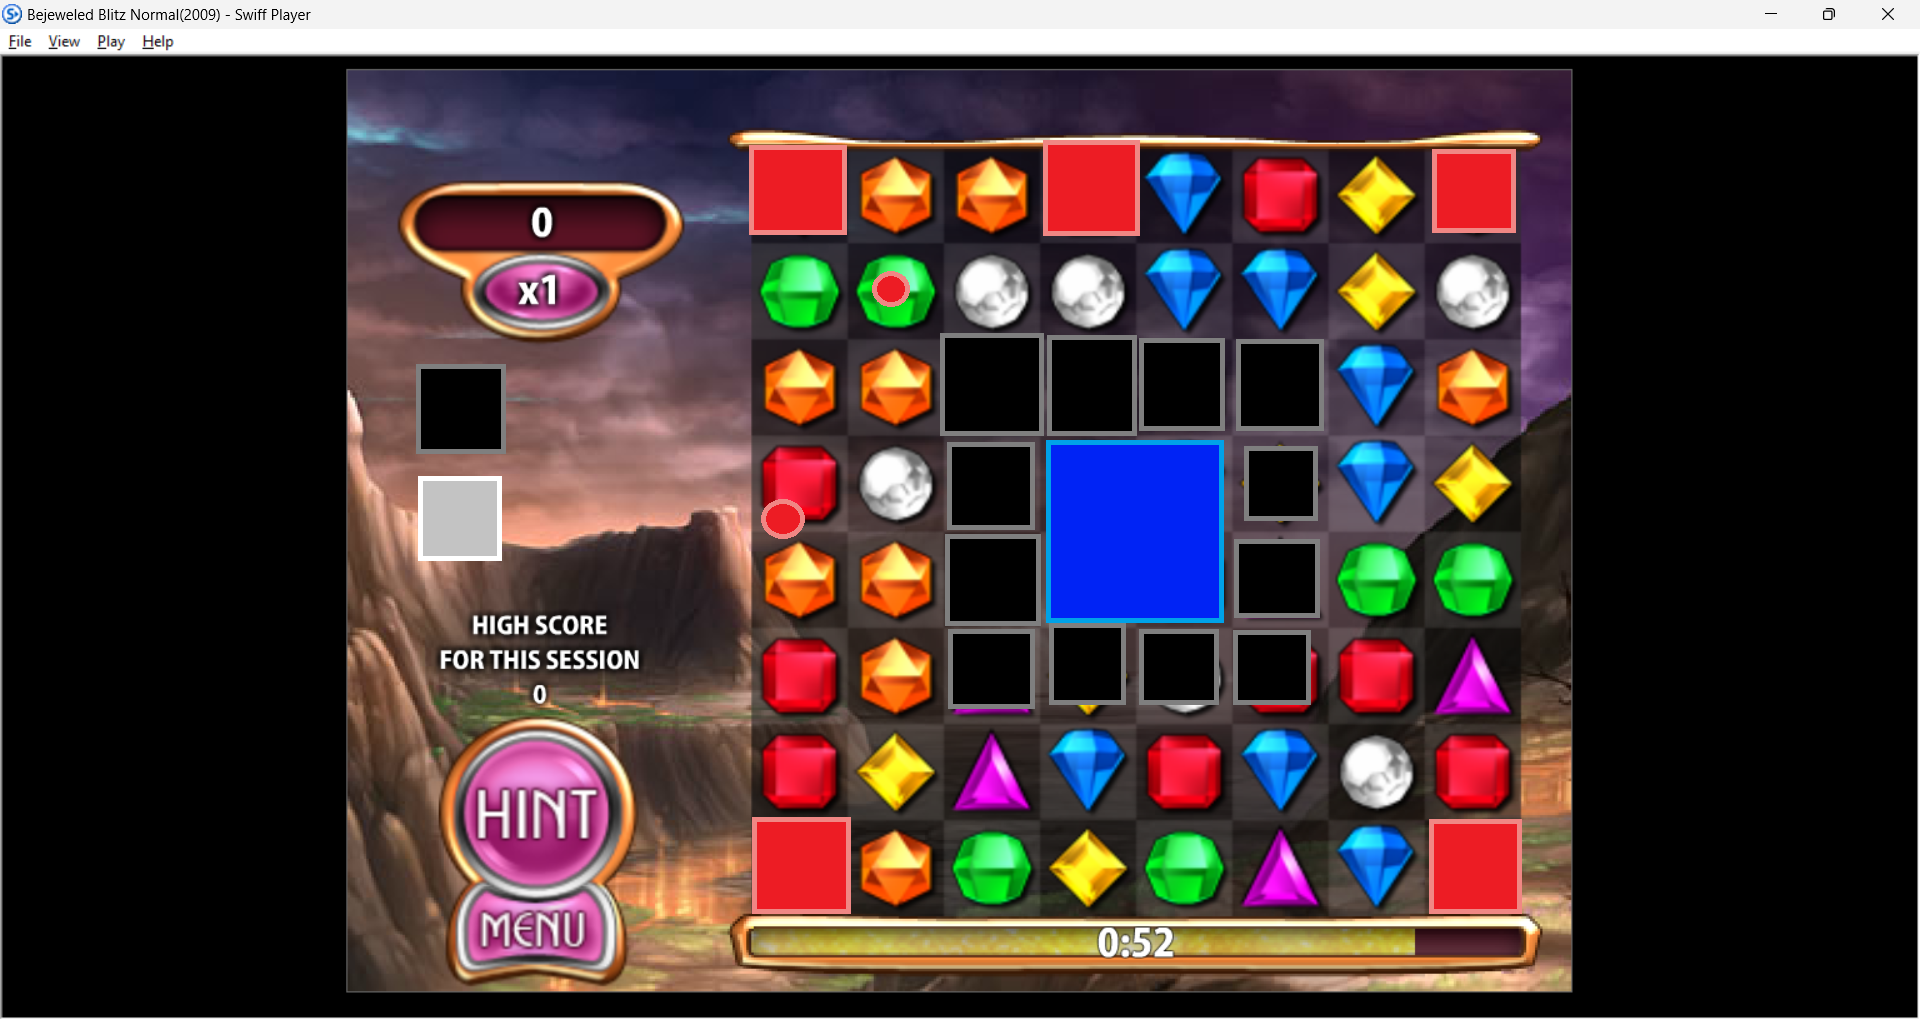 Bejeweled Blitz Normal(2009) - Swiff Player
File View Play Help
0
x1
HIGH SCORE
FOR THIS SESSION
0
HINT
MENU
0:52